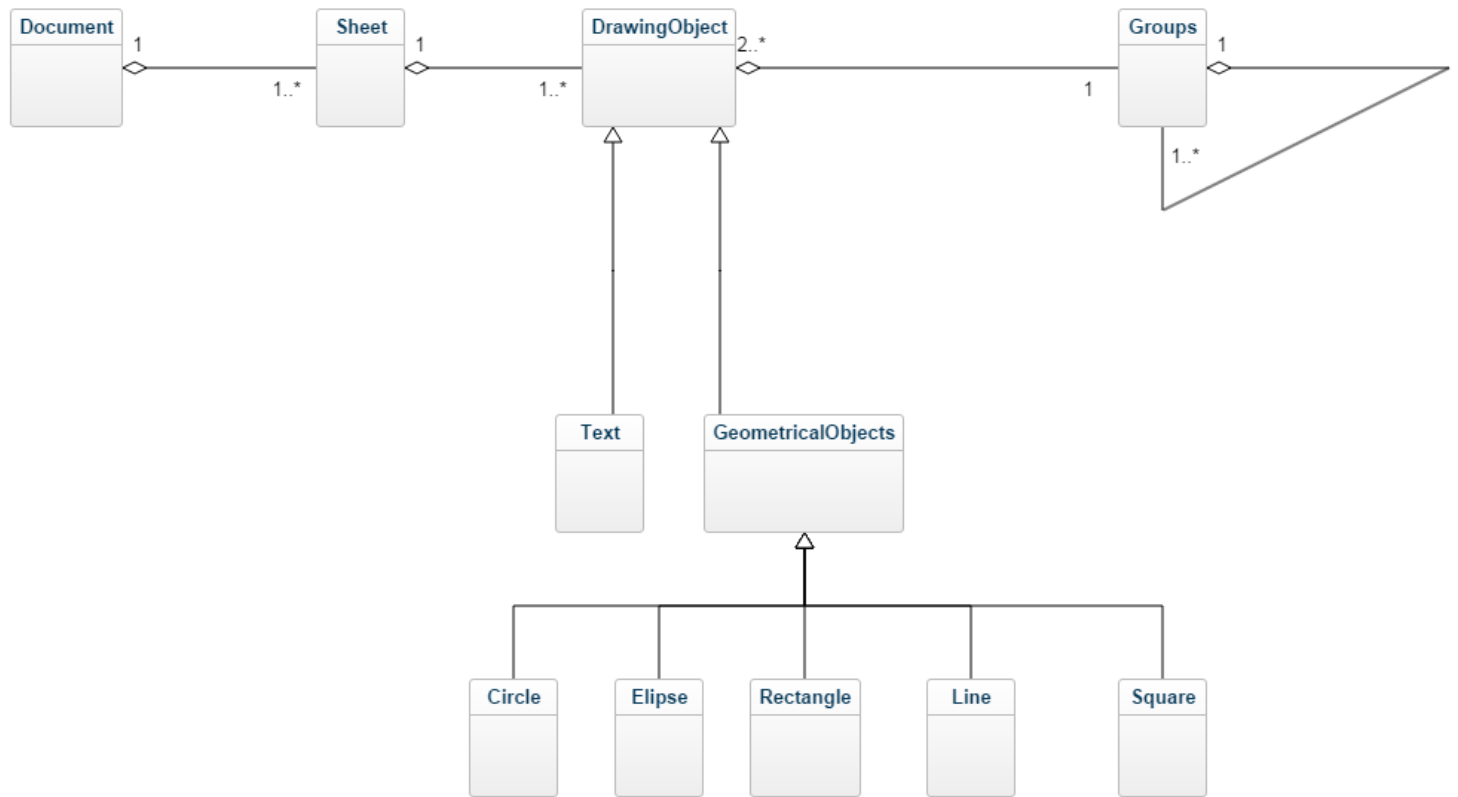 Document
Sheet
DrawingObject
Groups
1
1
2..*
1
1..*
1..*
1
1..*
Text
GeometricalObjects
Circle
Elipse
Rectangle
Line
Square